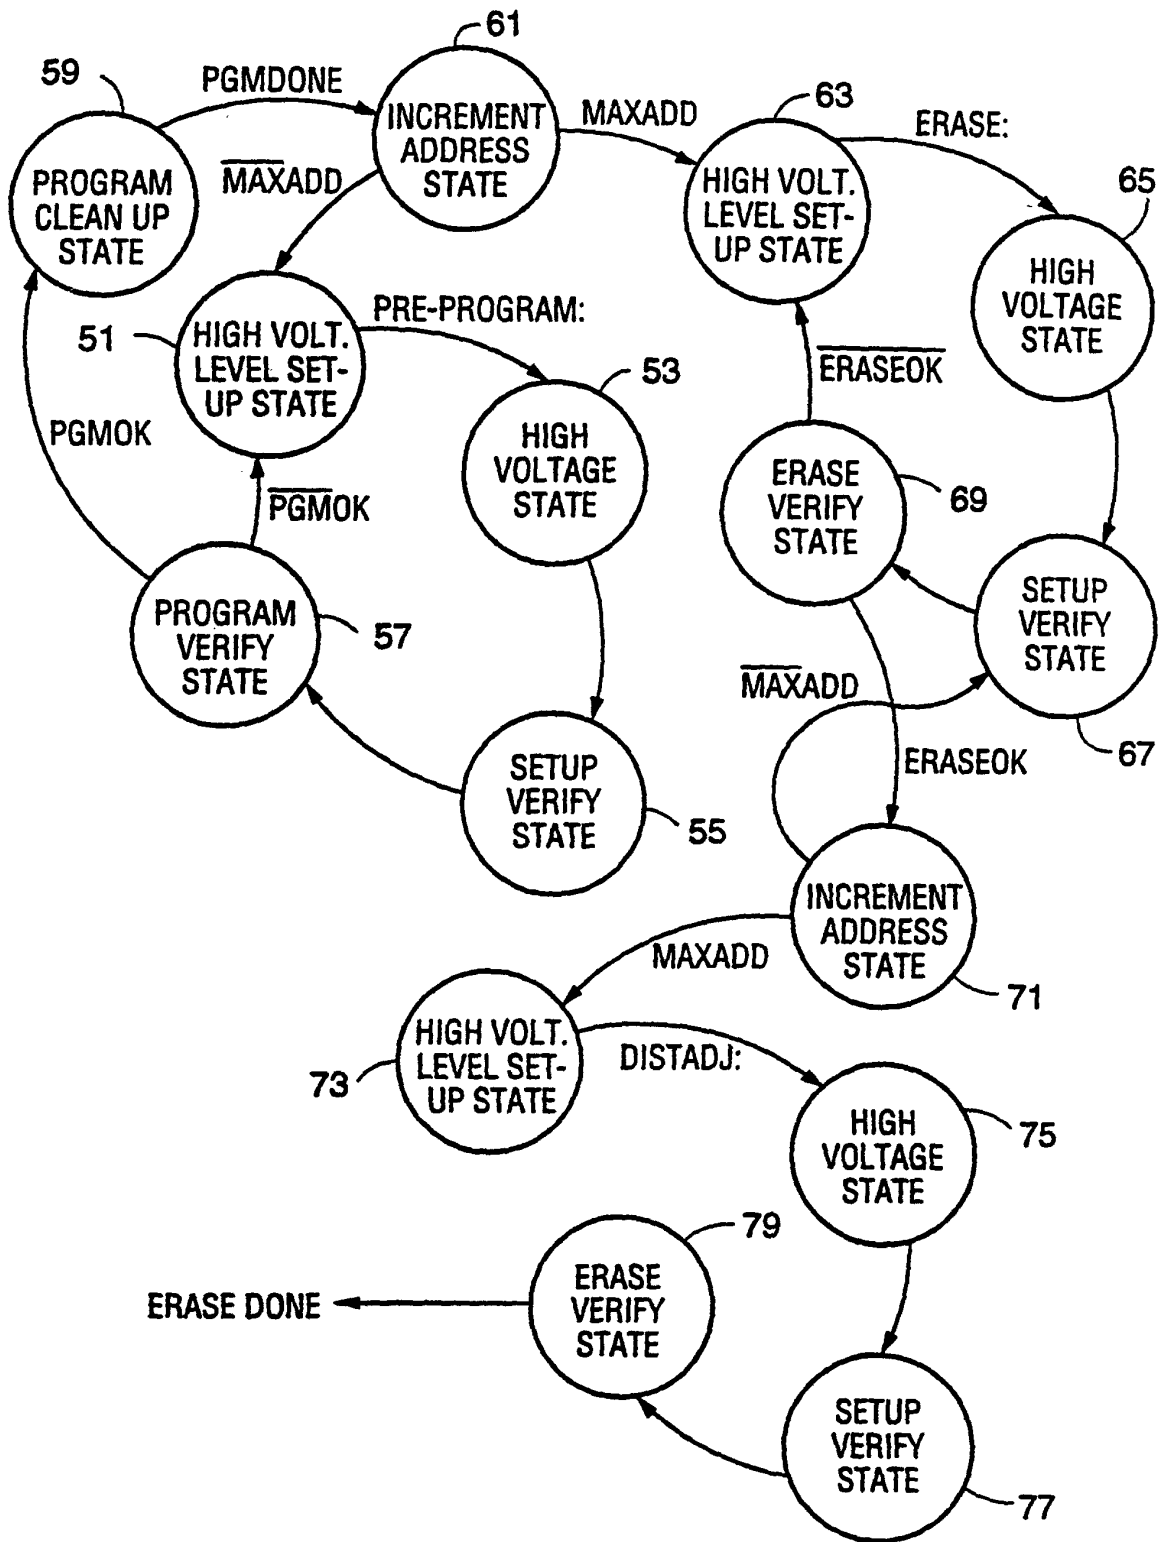 61
59
PGMDONE
INCREMENT
ADDRESS
STATE
MAXADD
63
ERASE:
PROGRAM
CLEAN UP
STATE
M̅A̅X̅ADD
HIGH VOLT.
LEVEL SET-
UP STATE
65
HIGH
VOLTAGE
STATE
51
HIGH VOLT.
LEVEL SET-
UP STATE
PRE-PROGRAM:
53
E̅R̅A̅S̅E̅O̅K̅
PGMOK
HIGH
VOLTAGE
STATE
ERASE
VERIFY
STATE
69
P̅G̅M̅OK
PROGRAM
VERIFY
STATE
57
SETUP
VERIFY
STATE
67
M̅A̅X̅ADD
ERASEOK
SETUP
VERIFY
STATE
55
INCREMENT
ADDRESS
STATE
71
MAXADD
HIGH VOLT.
LEVEL SET-
UP STATE
73
DISTADJ:
HIGH
VOLTAGE
STATE
75
79
ERASE
VERIFY
STATE
ERASE DONE
SETUP
VERIFY
STATE
77